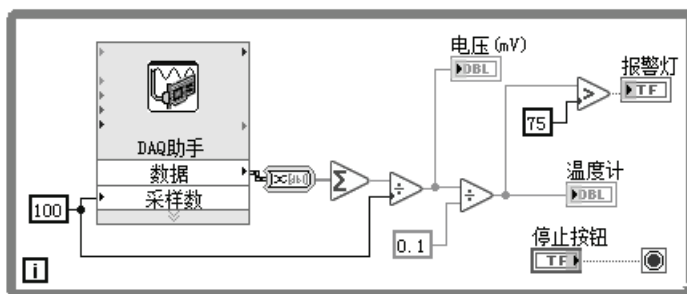 电压(mV)
DBL
报警灯
TF
75
DAQ助手
数据
采样数
100
温度计
DBL
0.1
停止按钮
TF
i